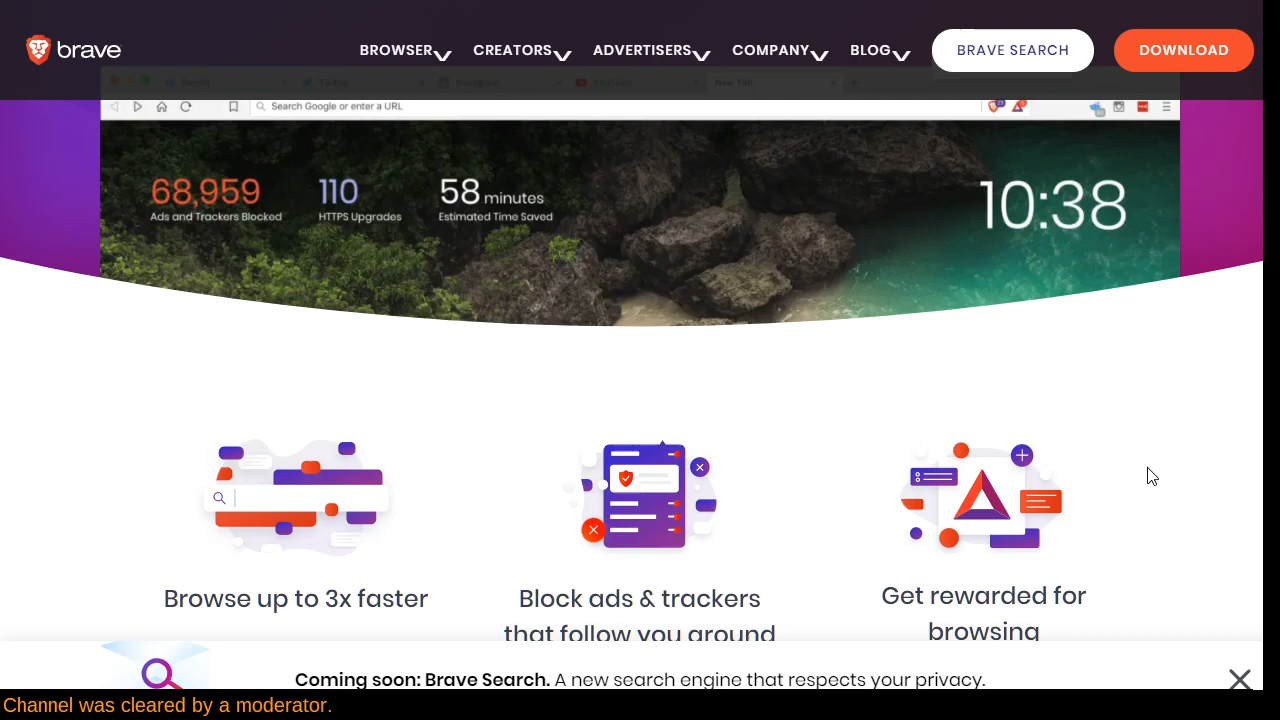 brave
BROWSER CREATORS ADVERTISERS COMPANY BLOG BRAVE SEARCH DOWNLOAD
YouTube New Tab
Search Google or enter a URL
68,959 110 58 minutes 10:38
Ads and Trackers Blocked HTTPS Upgrades Estimated Time Saved
Browse up to 3x faster
Block ads & trackers
that follow you around
Get rewarded for
browsing
Coming soon: Brave Search. A new search engine that respects your privacy.
Channel was cleared by a moderator.